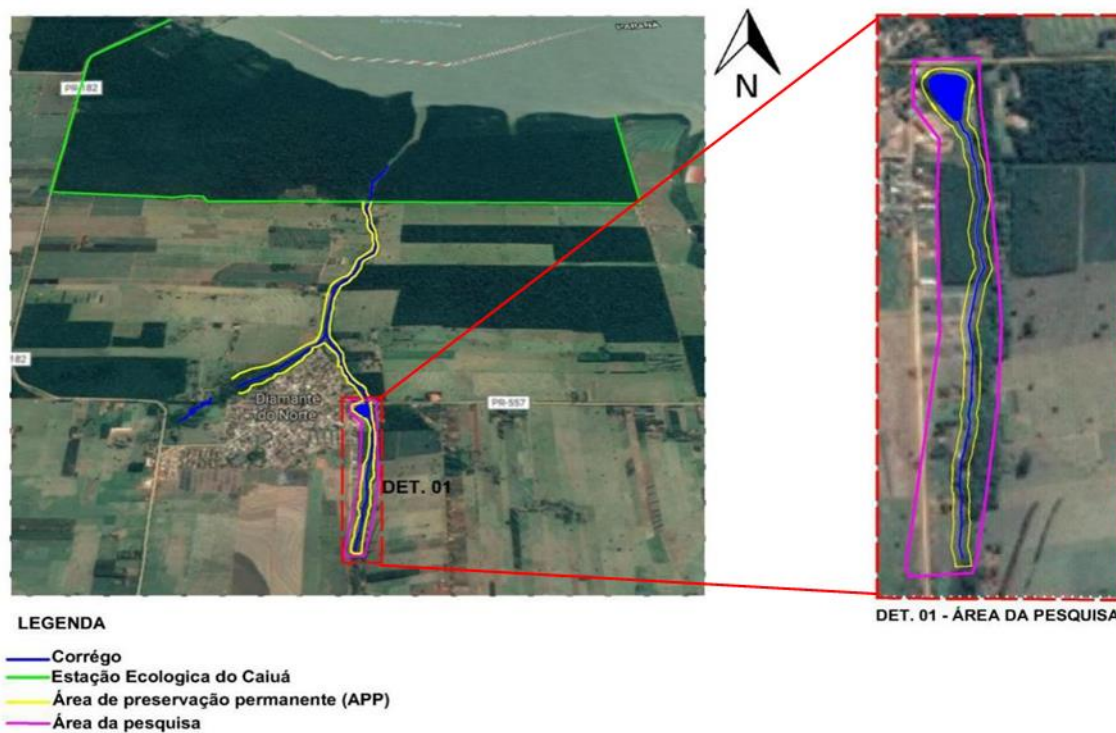 PARANÁ
PR-182
N
182
Diamante
do Norte
PR-557
DET. 01
DET. 01 - ÁREA DA PESQUISA
LEGENDA
Corrégo
Estação Ecologica do Caiuá
Área de preservação permanente (APP)
Área da pesquisa